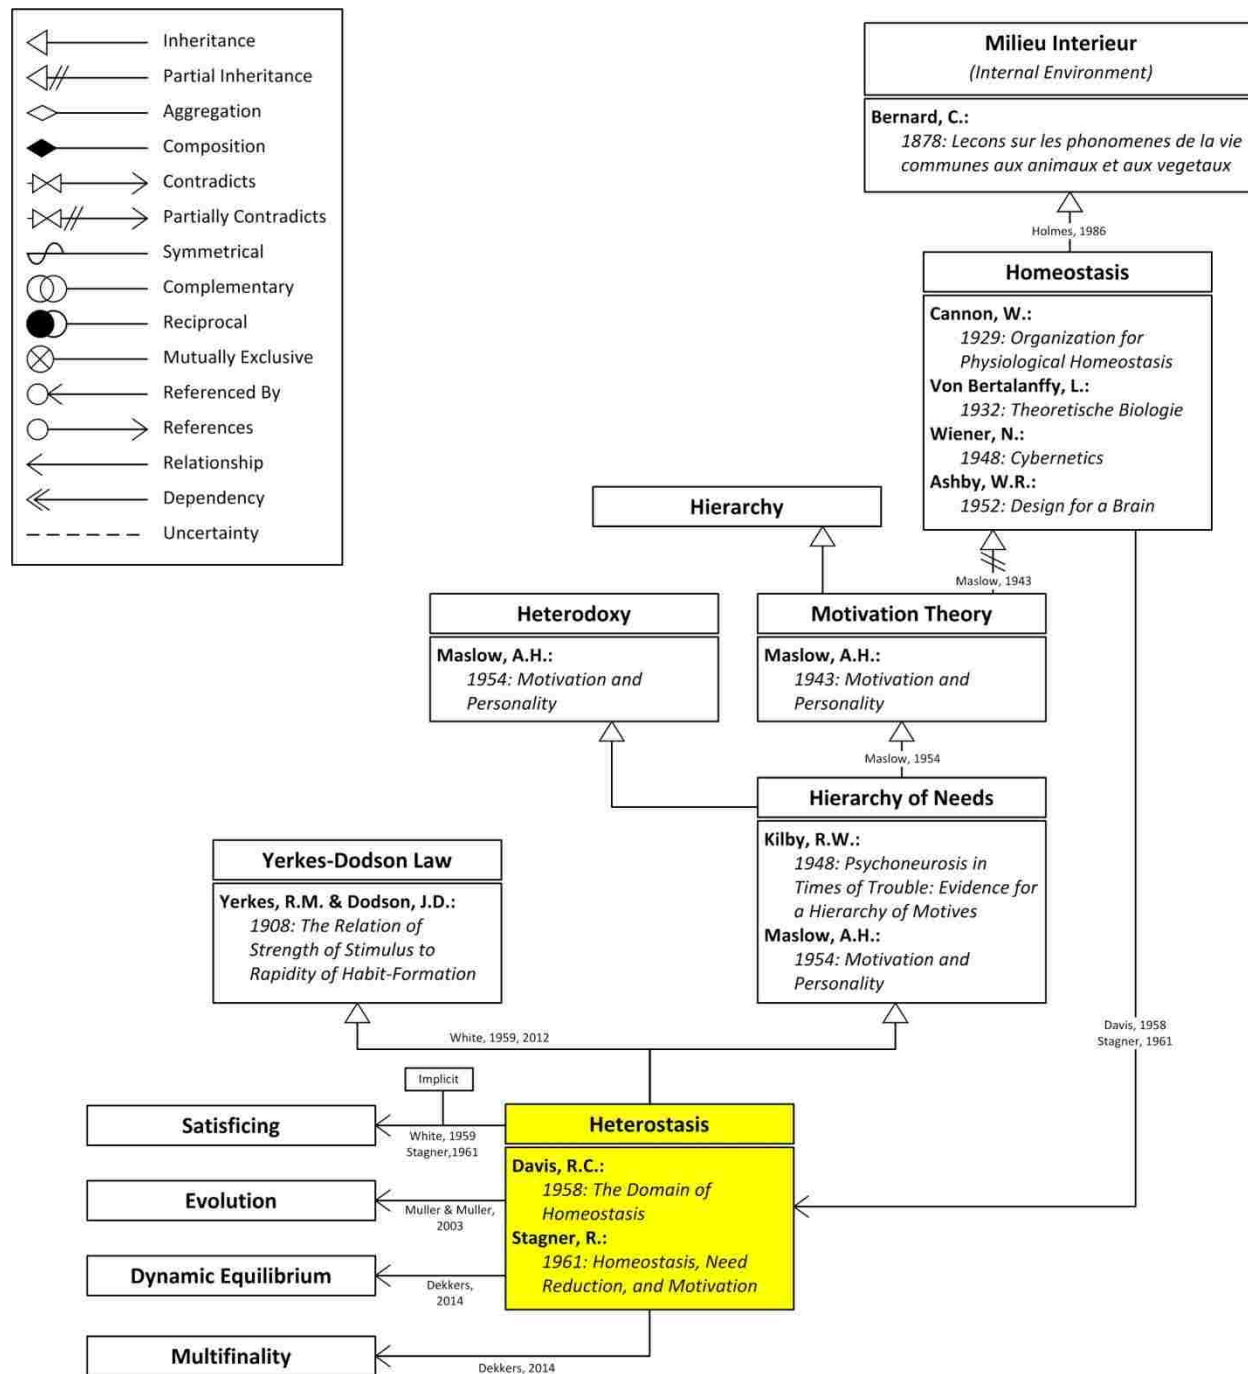 Inheritance
Partial Inheritance
Aggregation
Composition
Contradicts
Partially Contradicts
Symmetrical
Complementary
Reciprocal
Mutually Exclusive
Referenced By
References
Relationship
Dependency
Uncertainty
Milieu Interieur
(Internal Environment)
Bernard, C.:
1878: Lecons sur les phonomenes de la vie
communes aux animaux et aux vegetaux
Holmes, 1986
Homeostasis
Cannon, W.:
1929: Organization for
Physiological Homeostasis
Von Bertalanffy, L.:
1932: Theoretische Biologie
Wiener, N.:
1948: Cybernetics
Ashby, W.R.:
1952: Design for a Brain
Hierarchy
Maslow, 1943
Heterodoxy
Maslow, A.H.:
1954: Motivation and
Personality
Motivation Theory
Maslow, A.H.:
1943: Motivation and
Personality
Maslow, 1954
Hierarchy of Needs
Kilby, R.W.:
1948: Psychoneurosis in
Times of Trouble: Evidence for
a Hierarchy of Motives
Maslow, A.H.:
1954: Motivation and
Personality
Yerkes-Dodson Law
Yerkes, R.M. & Dodson, J.D.:
1908: The Relation of
Strength of Stimulus to
Rapidity of Habit-Formation
White, 1959, 2012
Davis, 1958
Stagner, 1961
Implicit
Satisficing
White, 1959
Stagner,1961
Heterostasis
Davis, R.C.:
1958: The Domain of
Homeostasis
Stagner, R.:
1961: Homeostasis, Need
Reduction, and Motivation
Evolution
Muller & Muller,
2003
Dynamic Equilibrium
Dekkers,
2014
Multifinality
Dekkers, 2014